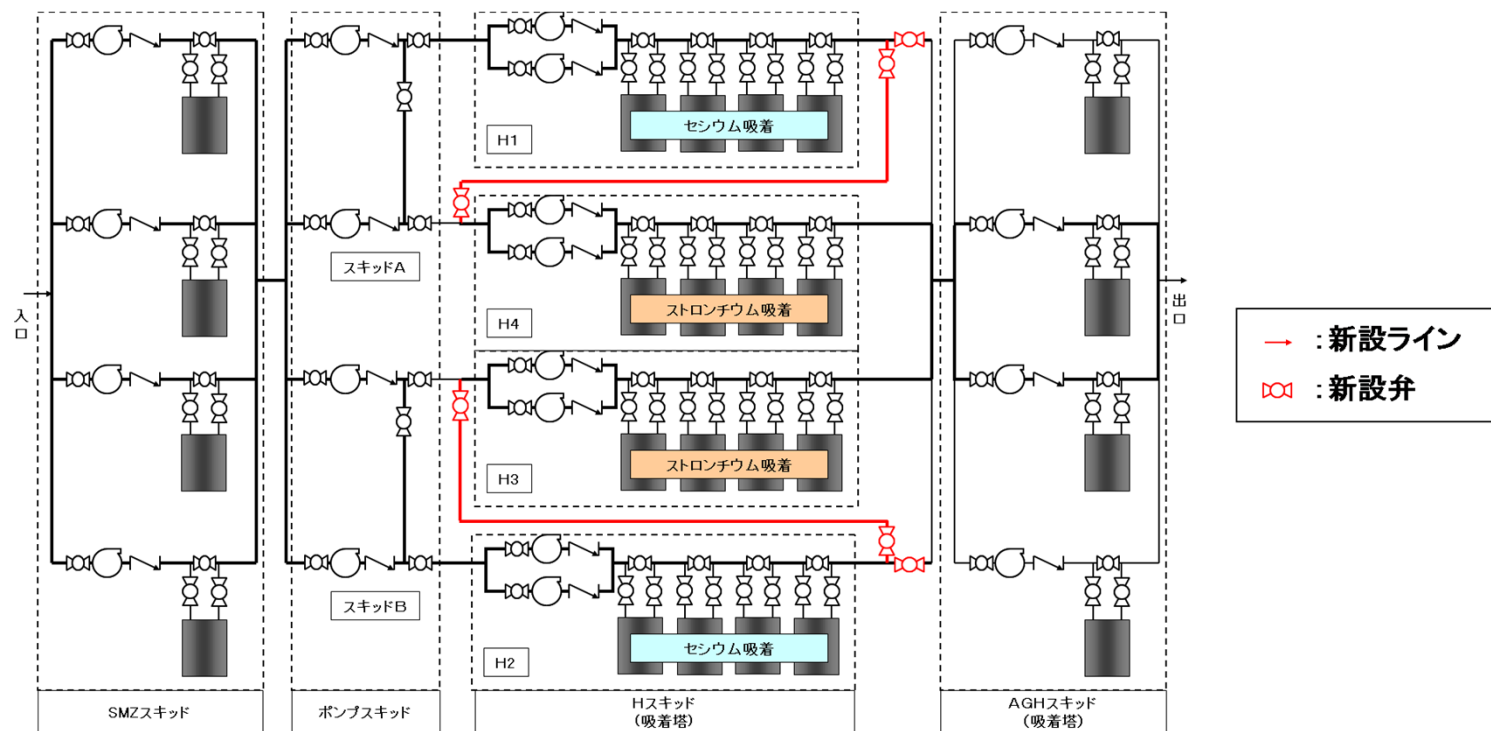 H1
セシウム吸着
スキッドA
H4
ストロンチウム吸着
入口
出口
:新設ライン
:新設弁
H3
ストロンチウム吸着
スキッドB
H2
セシウム吸着
SMZスキッド
ポンプスキッド
Hスキッド
(吸着塔)
AGHスキッド
(吸着塔)